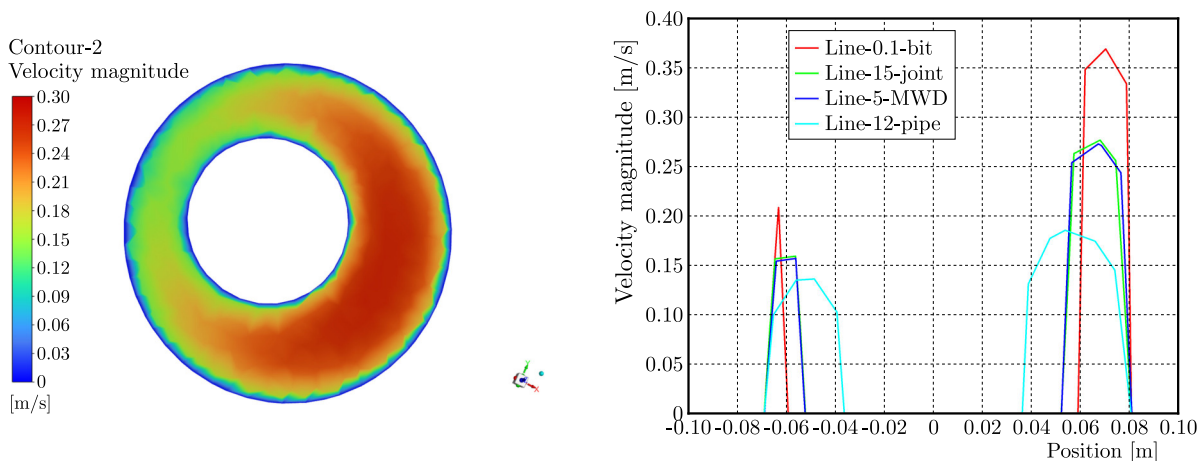 Contour-2
Velocity magnitude
0.30
0.27
0.24
0.21
0.18
0.15
0.12
0.09
0.06
0.03
0
[m/s]
Y
X
Velocity magnitude [m/s]
0.40
0.35
0.30
0.25
0.20
0.15
0.10
0.05
0
Line-0.1-bit
Line-15-joint
Line-5-MWD
Line-12-pipe
-0.10 -0.08 -0.06 -0.04 -0.02 0 0.02 0.04 0.06 0.08 0.10
Position [m]